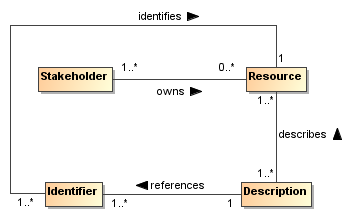 identifies
1
Stakeholder
1..*
0..*
Resource
owns
1..*
describes
1..*
Identifier
references
Description
1..*
1..*
1